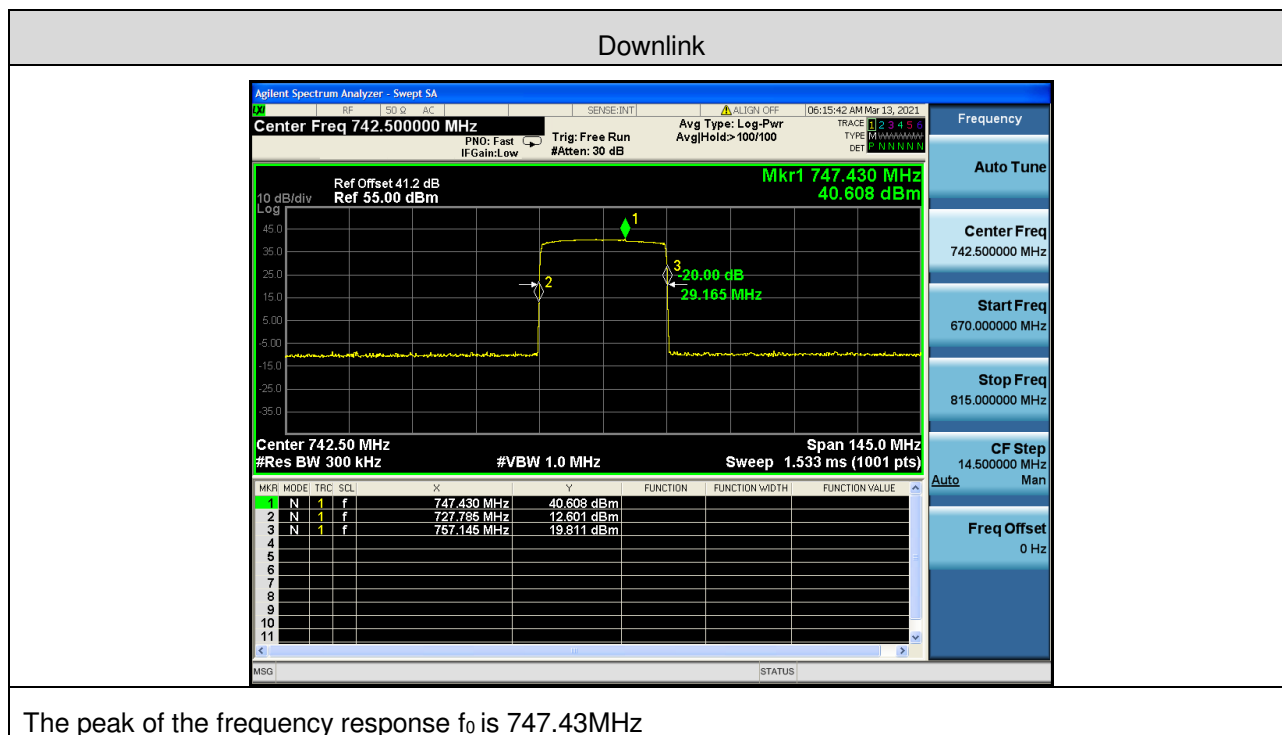 Downlink
Agilent Spectrum Analyzer - Swept SA
LXI RF 50 Ω AC SENSE:INT ALIGN OFF 06:15:42 AM Mar 13, 2021
Center Freq 742.500000 MHz
PNO: Fast
IFGain:Low
Trig: Free Run
#Atten: 30 dB
Avg Type: Log-Pwr
Avg|Hold:> 100/100
TRACE 1 2 3 4 5 6
TYPE M WWWWW
DET P N N N N N
Frequency
Auto Tune
Center Freq
742.500000 MHz
Start Freq
670.000000 MHz
Stop Freq
815.000000 MHz
CF Step
14.500000 MHz
Auto Man
Freq Offset
0 Hz
Mkr1 747.430 MHz
40.608 dBm
Ref Offset 41.2 dB
10 dB/div Ref 55.00 dBm
Log
45.0
35.0
25.0
15.0
5.00
-5.00
-15.0
-25.0
-35.0
1
2
3
-20.00 dB
29.165 MHz
Center 742.50 MHz Span 145.0 MHz
#Res BW 300 kHz #VBW 1.0 MHz Sweep 1.533 ms (1001 pts)
MKR MODE TRC SCL X Y FUNCTION FUNCTION WIDTH FUNCTION VALUE
1 N 1 f 747.430 MHz 40.608 dBm
2 N 1 f 727.785 MHz 12.601 dBm
3 N 1 f 757.145 MHz 19.811 dBm
4
5
6
7
8
9
10
11
MSG STATUS
The peak of the frequency response f₀ is 747.43MHz